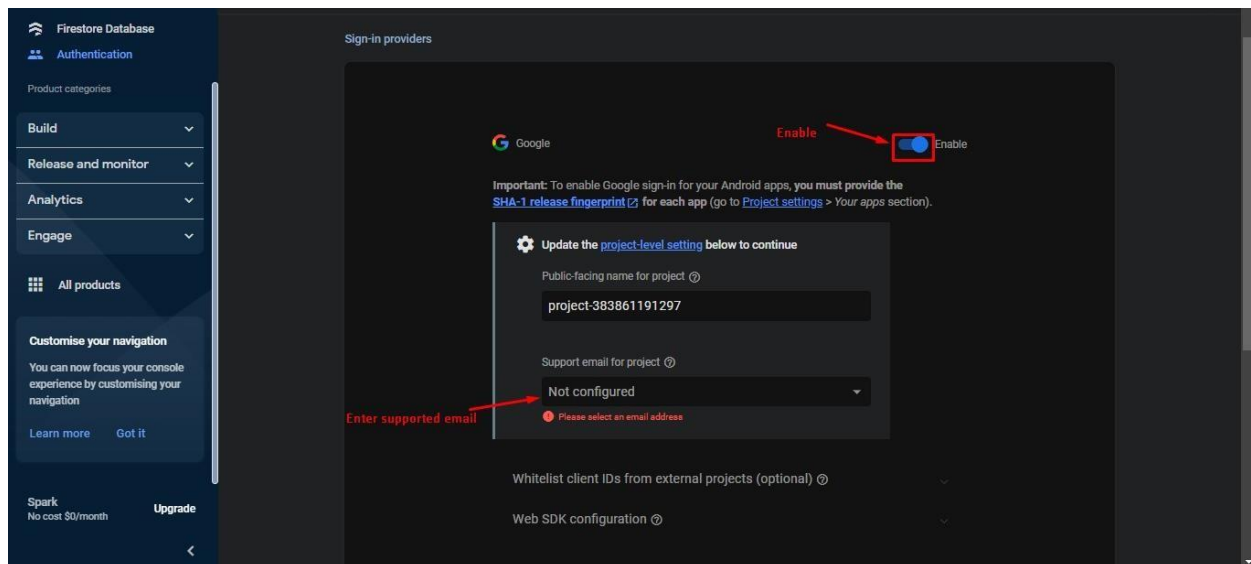 Firestore Database
Authentication
Product categories
Build
Release and monitor
Analytics
Engage
All products
Customise your navigation
You can now focus your console
experience by customising your
navigation
Learn more Got it
Spark
No cost $0/month
Upgrade
Sign-in providers
Google
Enable
Enable
Important: To enable Google sign-in for your Android apps, you must provide the
SHA-1 release fingerprint for each app (go to Project settings > Your apps section).
Update the project-level setting below to continue
Public-facing name for project
project-383861191297
Support email for project
Not configured
Enter supported email
Please select an email address
Whitelist client IDs from external projects (optional)
Web SDK configuration